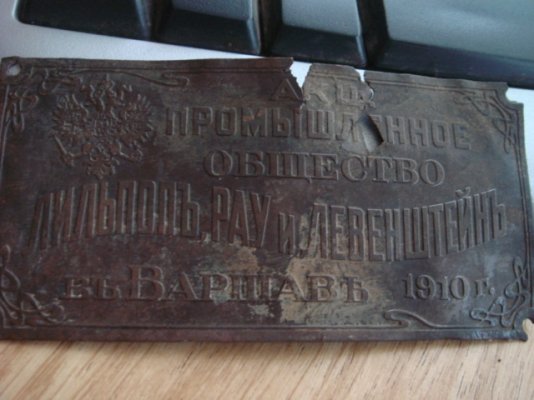 АКЦ.
ПРОМЫШЛЕННОЕ
ОБЩЕСТВО
ЛИЛЬПОПЪ, РАУ и ЛЕВЕНШТЕЙНЪ
въ ВАРШАВѢ 1910 г.